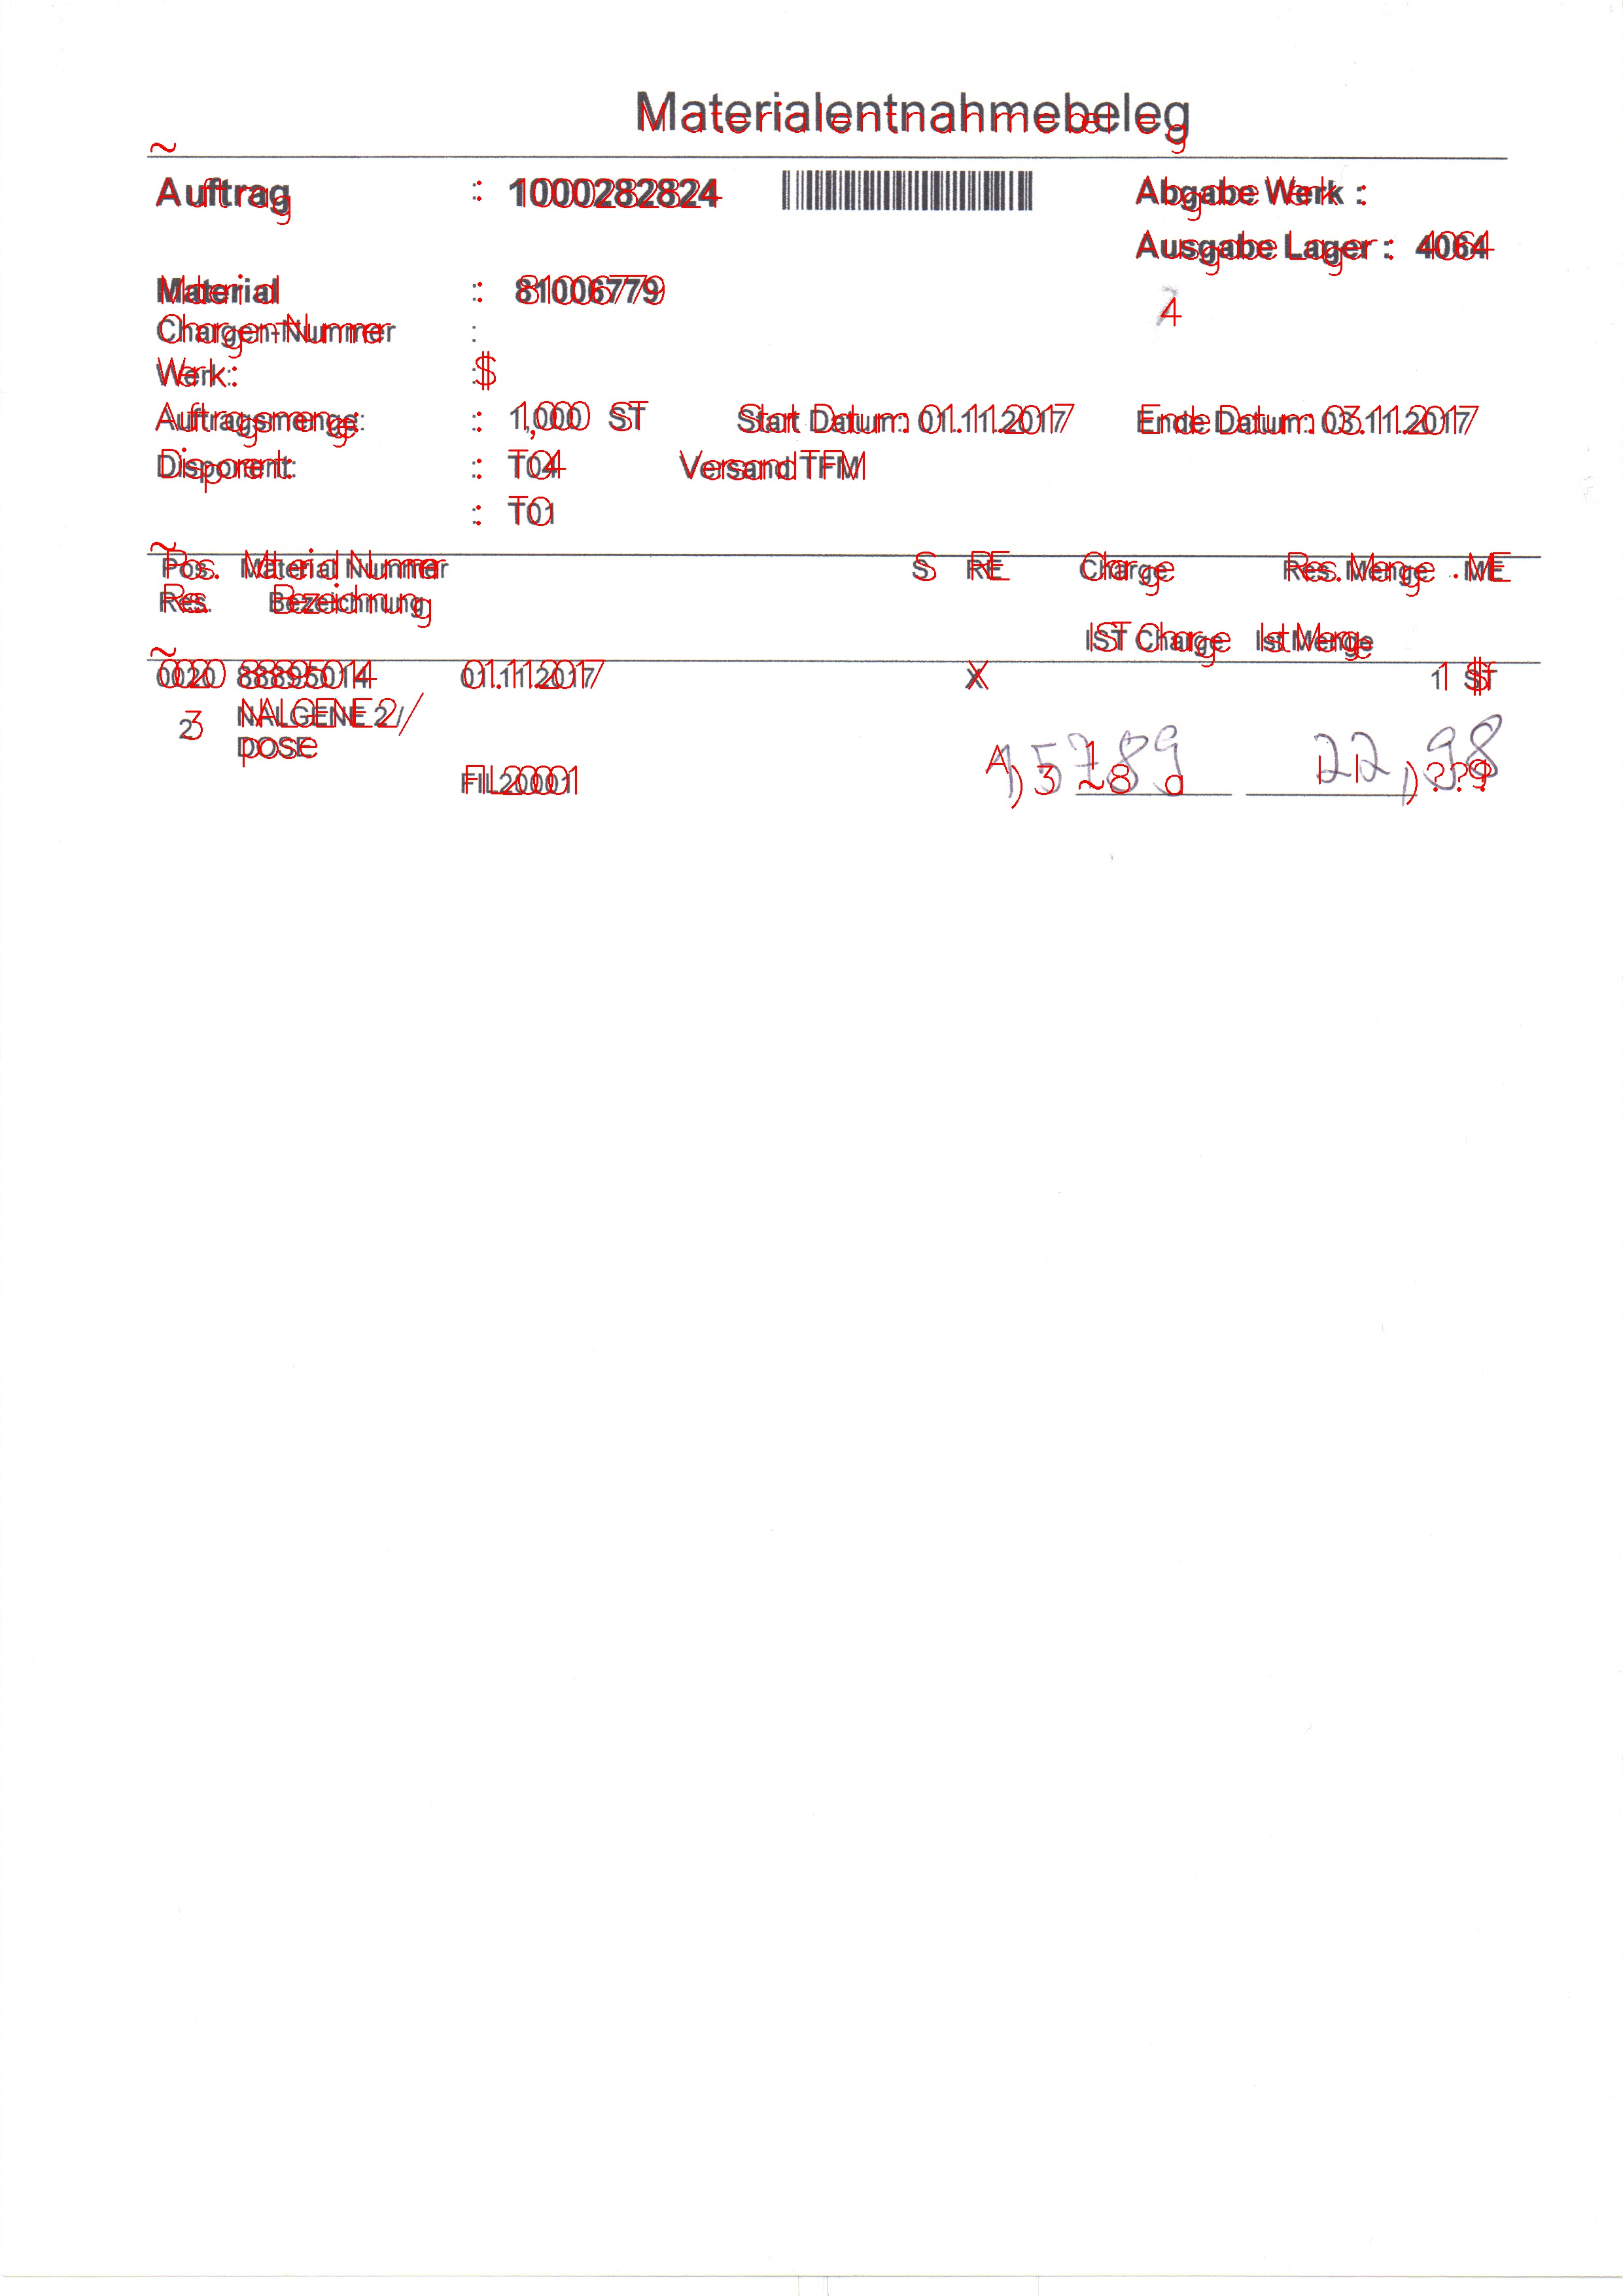 Materialentnahmebeleg
Auftrag : 1000282824 Abgabe Werk :
Ausgabe Lager : 4064
Material : 81006779
Chargen-Nummer :
Werk : :
Auftragsmenge: : 1,000 ST Start Datum: 01.11.2017 Ende Datum: 03.11.2017
Disponent: : T04 Versand TFM
: T01
Pos. Material Nummer S RE Charge Res. Menge ME
Res. Bezeichnung
IST Charge Ist Menge
0020 88895014 01.11.2017 X 1 ST
2 NALGENE 2 /
DOSE
FIL20001 15789 22,98